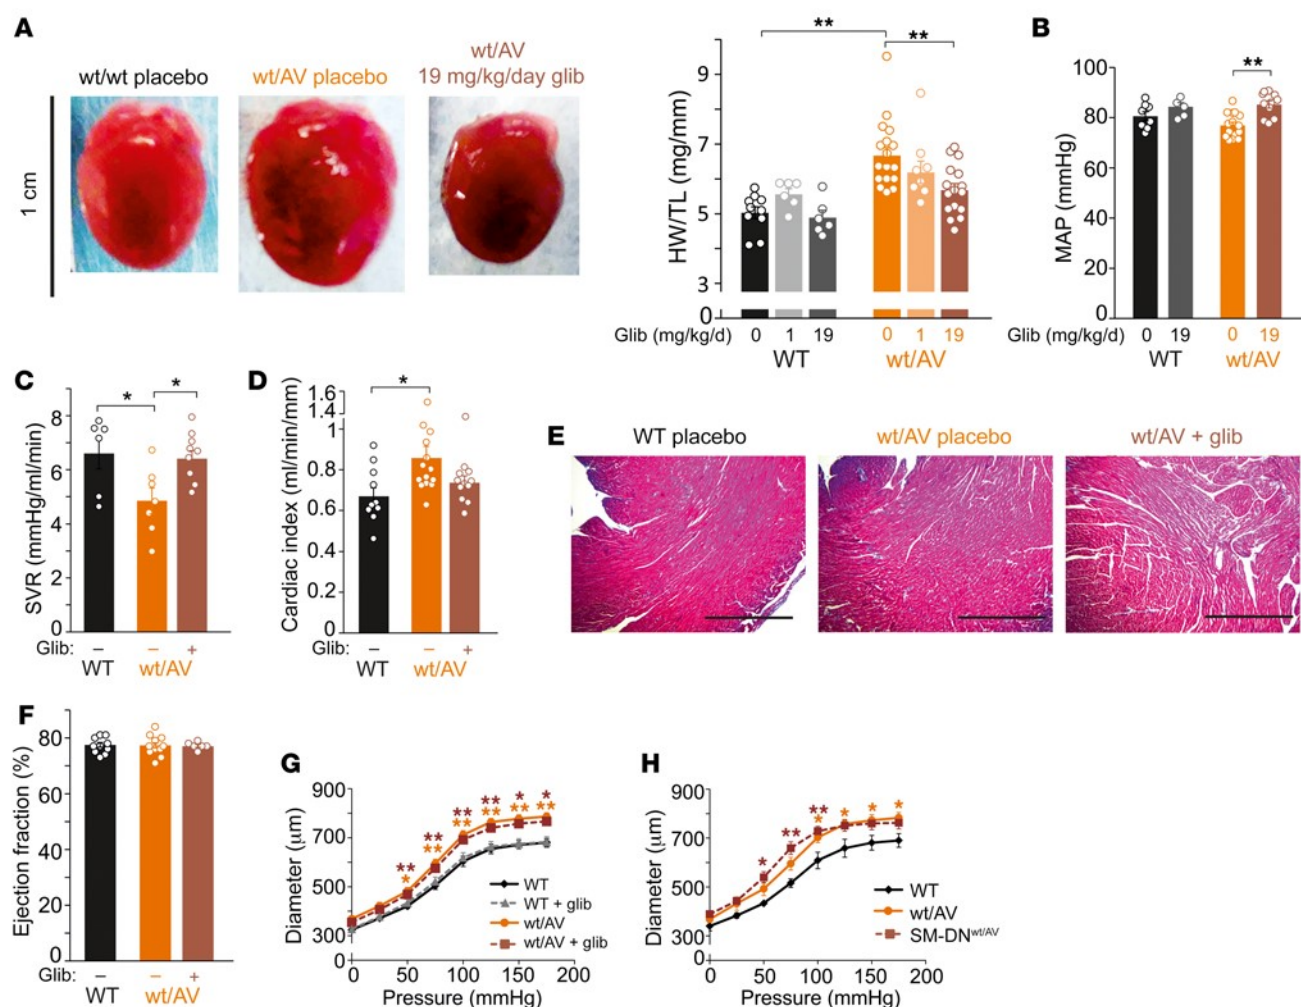 A
wt/wt placebo
wt/AV placebo
wt/AV
19 mg/kg/day glib
1 cm
HW/TL (mg/mm)
9
7
5
3
0
**
**
Glib (mg/kg/d)
0 1 19 0 1 19
WT wt/AV
B
MAP (mmHg)
100
80
60
40
20
0
**
Glib (mg/kg/d)
0 19 0 19
WT wt/AV
C
SVR (mmHg/ml/min)
8
6
4
2
0
* *
Glib: – – +
WT wt/AV
D
Cardiac index (ml/min/mm)
1.6
1.4
1
0.8
0.6
0.4
0.2
0
*
Glib: – – +
WT wt/AV
E
WT placebo
wt/AV placebo
wt/AV + glib
F
Ejection fraction (%)
80
60
40
20
0
Glib: – – +
WT wt/AV
G
Diameter (µm)
900
700
500
300
0
** ** ** ** * *
* ** ** ** ** **
WT
WT + glib
wt/AV
wt/AV + glib
0 50 100 150 200
Pressure (mmHg)
H
Diameter (µm)
900
700
500
300
0
* ** ** * * * *
WT
wt/AV
SM-DNwt/AV
0 50 100 150 200
Pressure (mmHg)